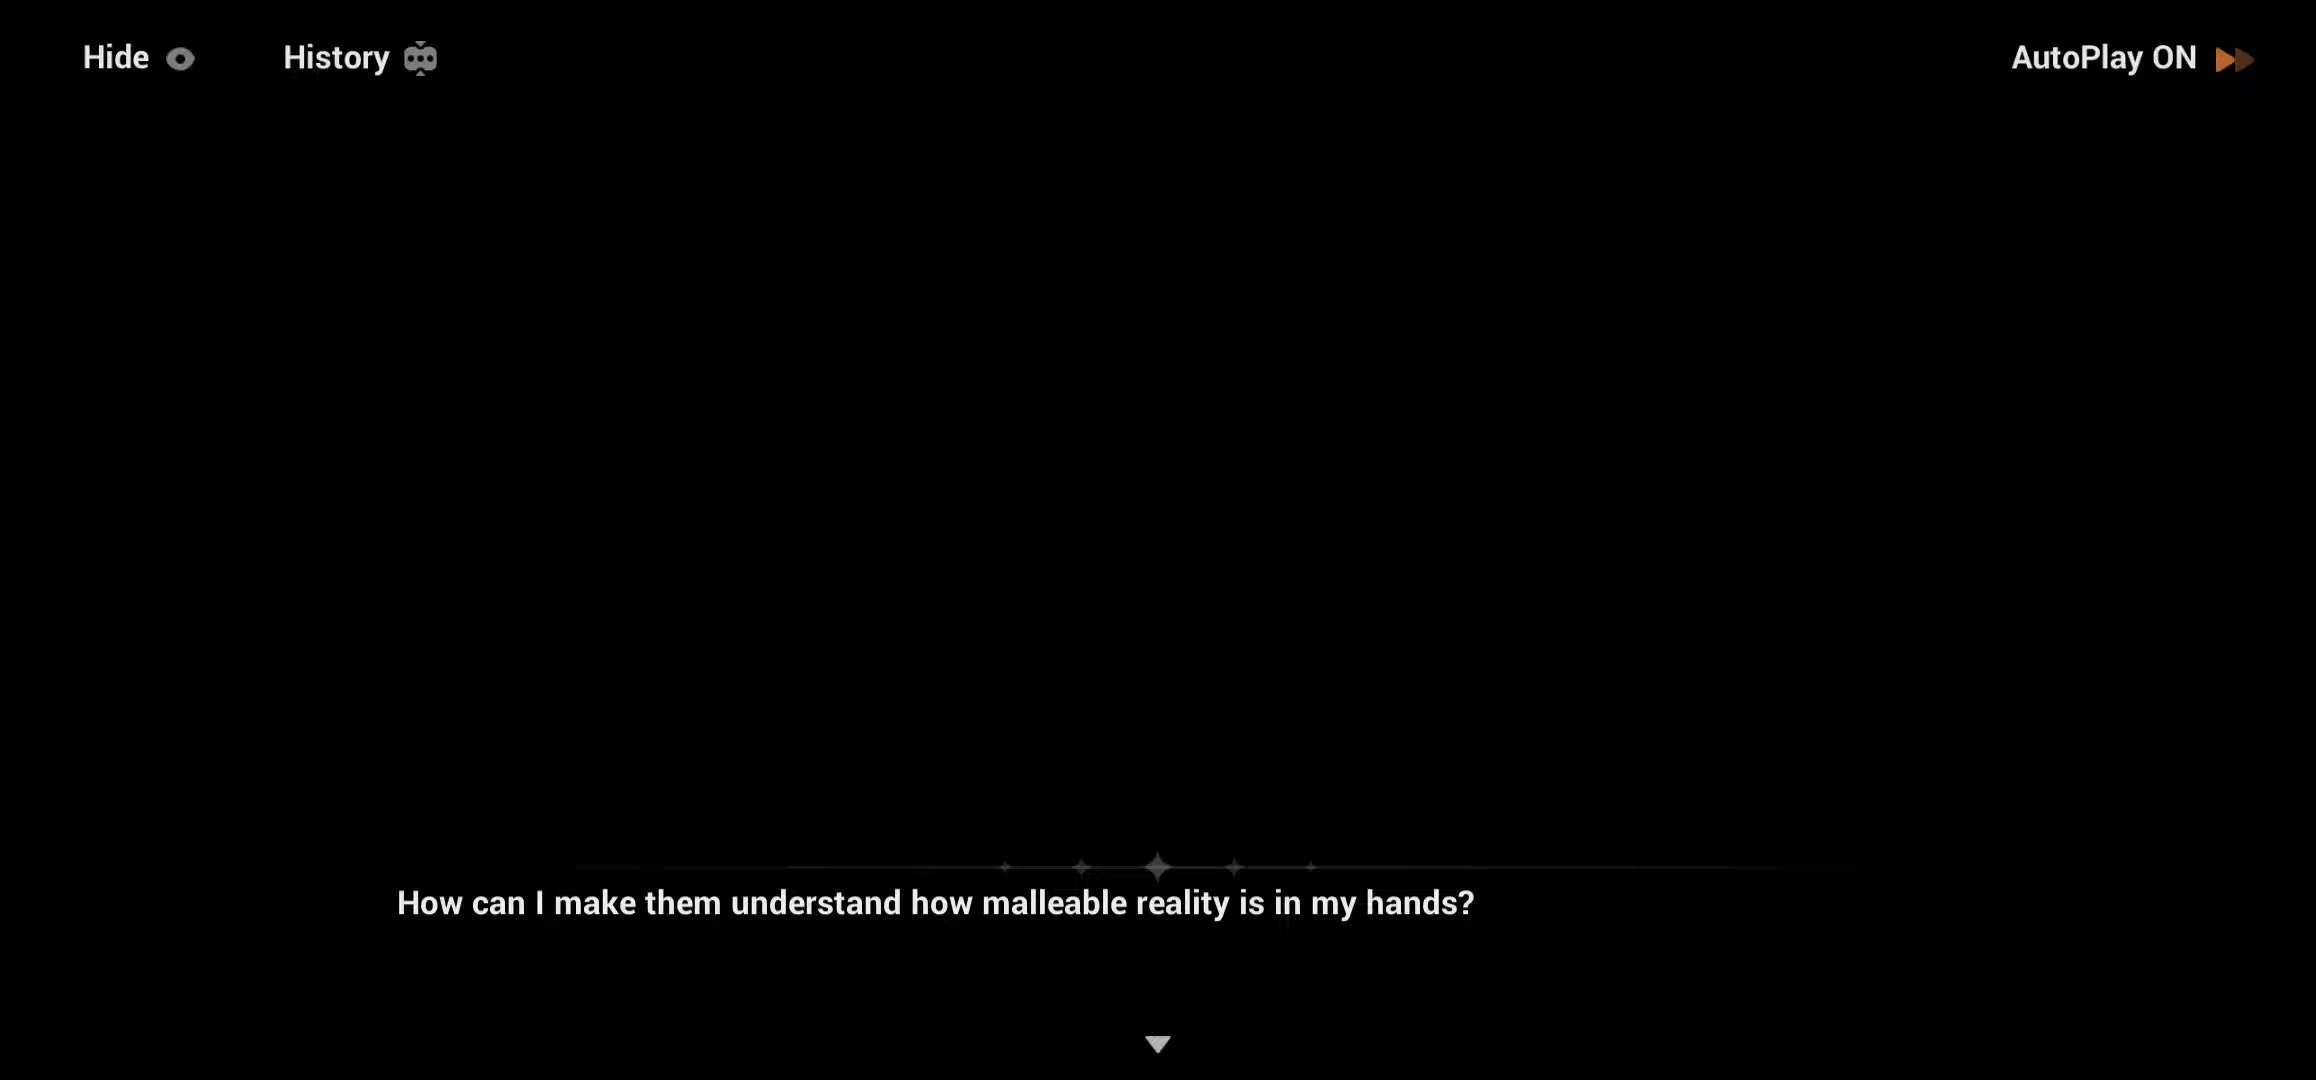 Hide
History
AutoPlay ON
How can I make them understand how malleable reality is in my hands?